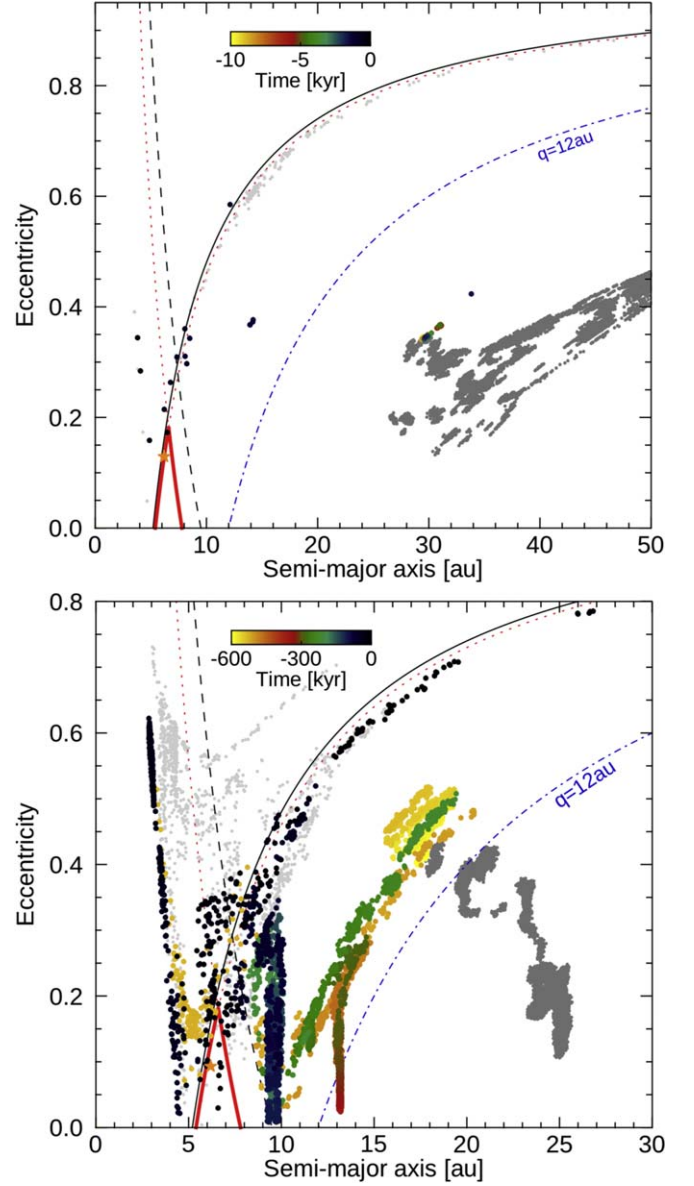 -10 -5 0
Time [kyr]
0.8
0.6
0.4
0.2
0.0
Eccentricity
q=12au
0 10 20 30 40 50
Semi-major axis [au]
-600 -300 0
Time [kyr]
0.8
0.6
0.4
0.2
0.0
Eccentricity
q=12au
0 5 10 15 20 25 30
Semi-major axis [au]